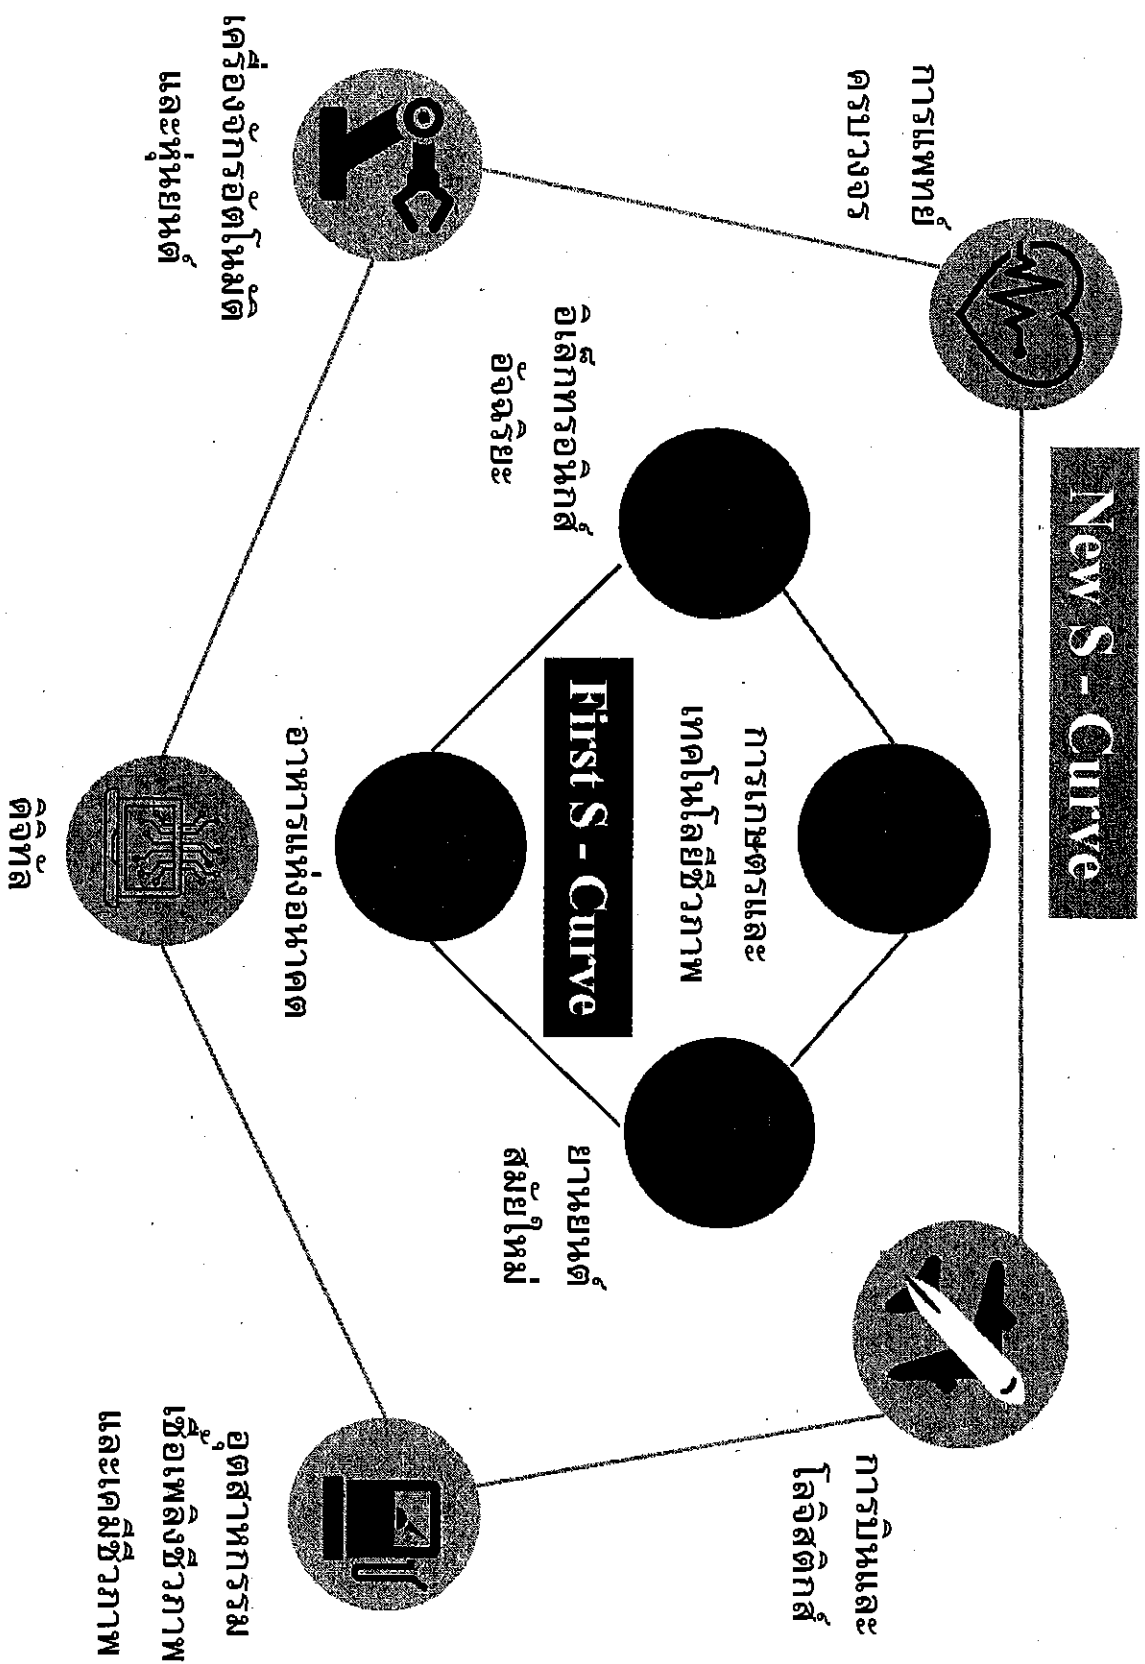 New S - Curve
การแพทย์
ครบวงจร
การบินและ
โลจิสติกส์
การเกษตรและ
เทคโนโลยีชีวภาพ
First S - Curve
อิเล็กทรอนิกส์
อัจฉริยะ
ยานยนต์
สมัยใหม่
อาหารแห่งอนาคต
เครื่องจักรอัตโนมัติ
และหุ่นยนต์
อุตสาหกรรม
เชื้อเพลิงชีวภาพ
และเคมีชีวภาพ
ดิจิทัล